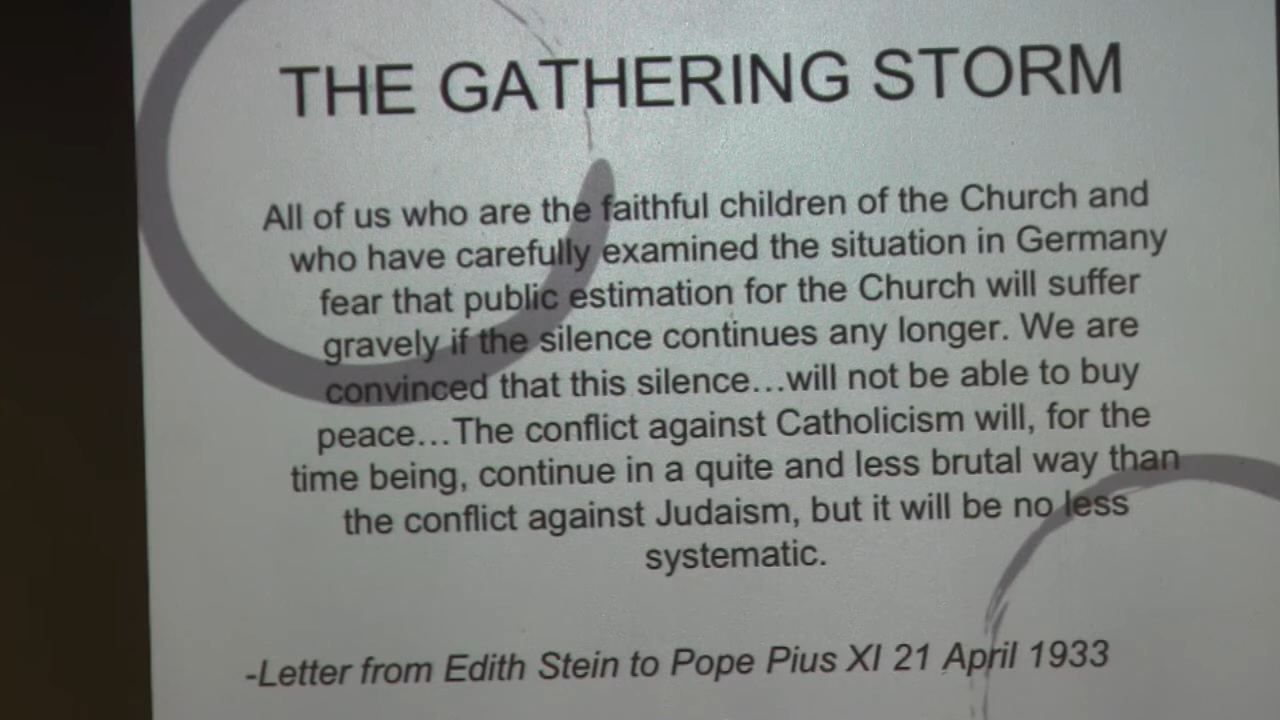 THE GATHERING STORM
All of us who are the faithful children of the Church and
who have carefully examined the situation in Germany
fear that public estimation for the Church will suffer
gravely if the silence continues any longer. We are
convinced that this silence…will not be able to buy
peace…The conflict against Catholicism will, for the
time being, continue in a quite and less brutal way than
the conflict against Judaism, but it will be no less
systematic.
-Letter from Edith Stein to Pope Pius XI 21 April 1933